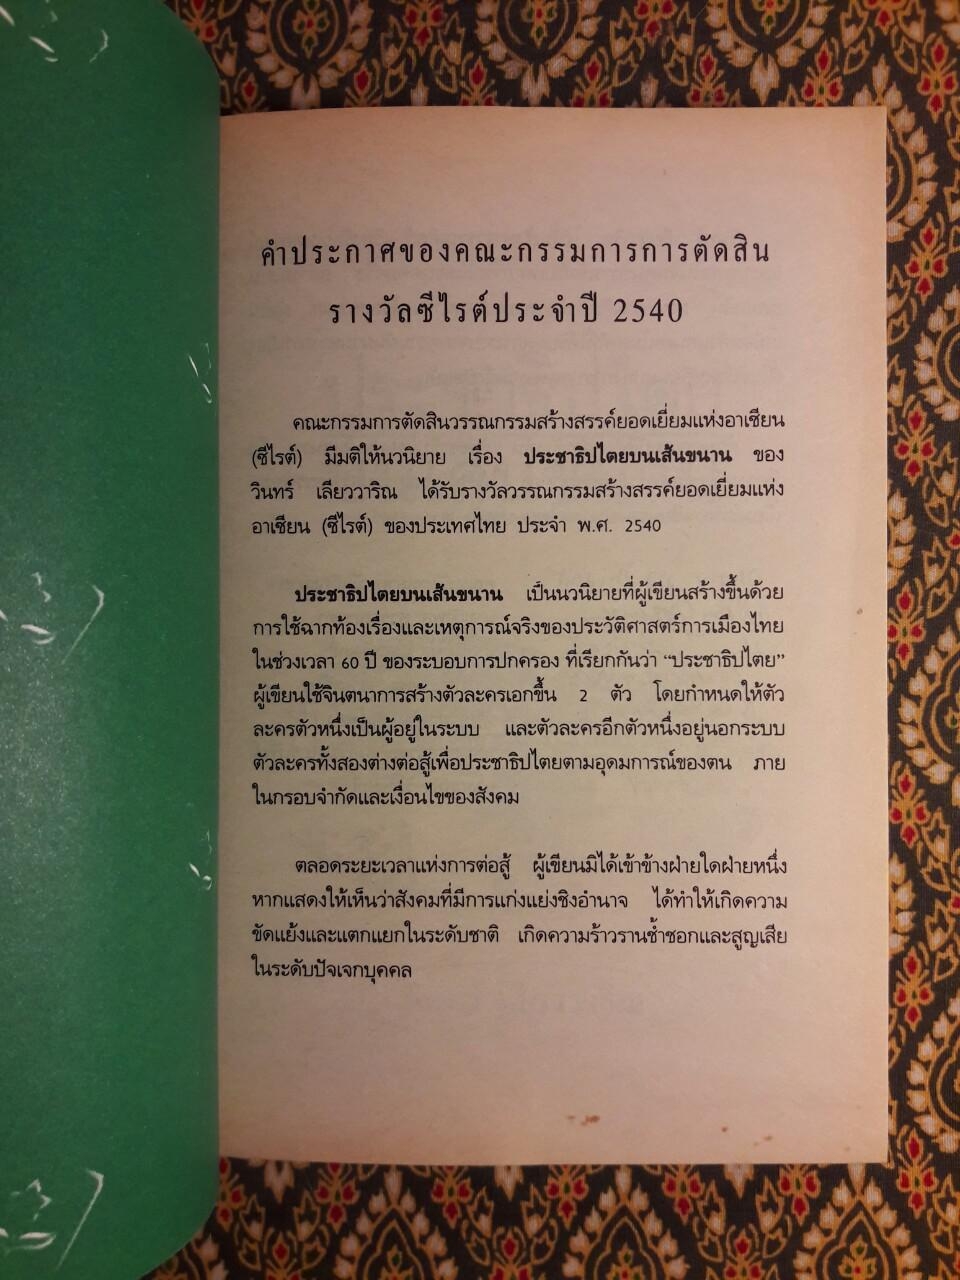 คำประกาศของคณะกรรมการการตัดสิน
รางวัลซีไรต์ประจำปี 2540
คณะกรรมการตัดสินวรรณกรรมสร้างสรรค์ยอดเยี่ยมแห่งอาเซียน
(ซีไรต์) มีมติให้นวนิยาย เรื่อง ประชาธิปไตยบนเส้นขนาน ของ
วินทร์ เลียววาริณ ได้รับรางวัลวรรณกรรมสร้างสรรค์ยอดเยี่ยมแห่ง
อาเซียน (ซีไรต์) ของประเทศไทย ประจำ พ.ศ. 2540
ประชาธิปไตยบนเส้นขนาน เป็นนวนิยายที่ผู้เขียนสร้างขึ้นด้วย
การใช้ฉากท้องเรื่องและเหตุการณ์จริงของประวัติศาสตร์การเมืองไทย
ในช่วงเวลา 60 ปี ของระบอบการปกครอง ที่เรียกกันว่า “ประชาธิปไตย”
ผู้เขียนใช้จินตนาการสร้างตัวละครเอกขึ้น 2 ตัว โดยกำหนดให้ตัว
ละครตัวหนึ่งเป็นผู้อยู่ในระบบ และตัวละครอีกตัวหนึ่งอยู่นอกระบบ
ตัวละครทั้งสองต่างต่อสู้เพื่อประชาธิปไตยตามอุดมการณ์ของตน ภาย
ในกรอบจำกัดและเงื่อนไขของสังคม
ตลอดระยะเวลาแห่งการต่อสู้ ผู้เขียนมิได้เข้าข้างฝ่ายใดฝ่ายหนึ่ง
หากแสดงให้เห็นว่าสังคมที่มีการแก่งแย่งชิงอำนาจ ได้ทำให้เกิดความ
ขัดแย้งและแตกแยกในระดับชาติ เกิดความร้าวรานช้ำชอกและสูญเสีย
ในระดับปัจเจกบุคคล